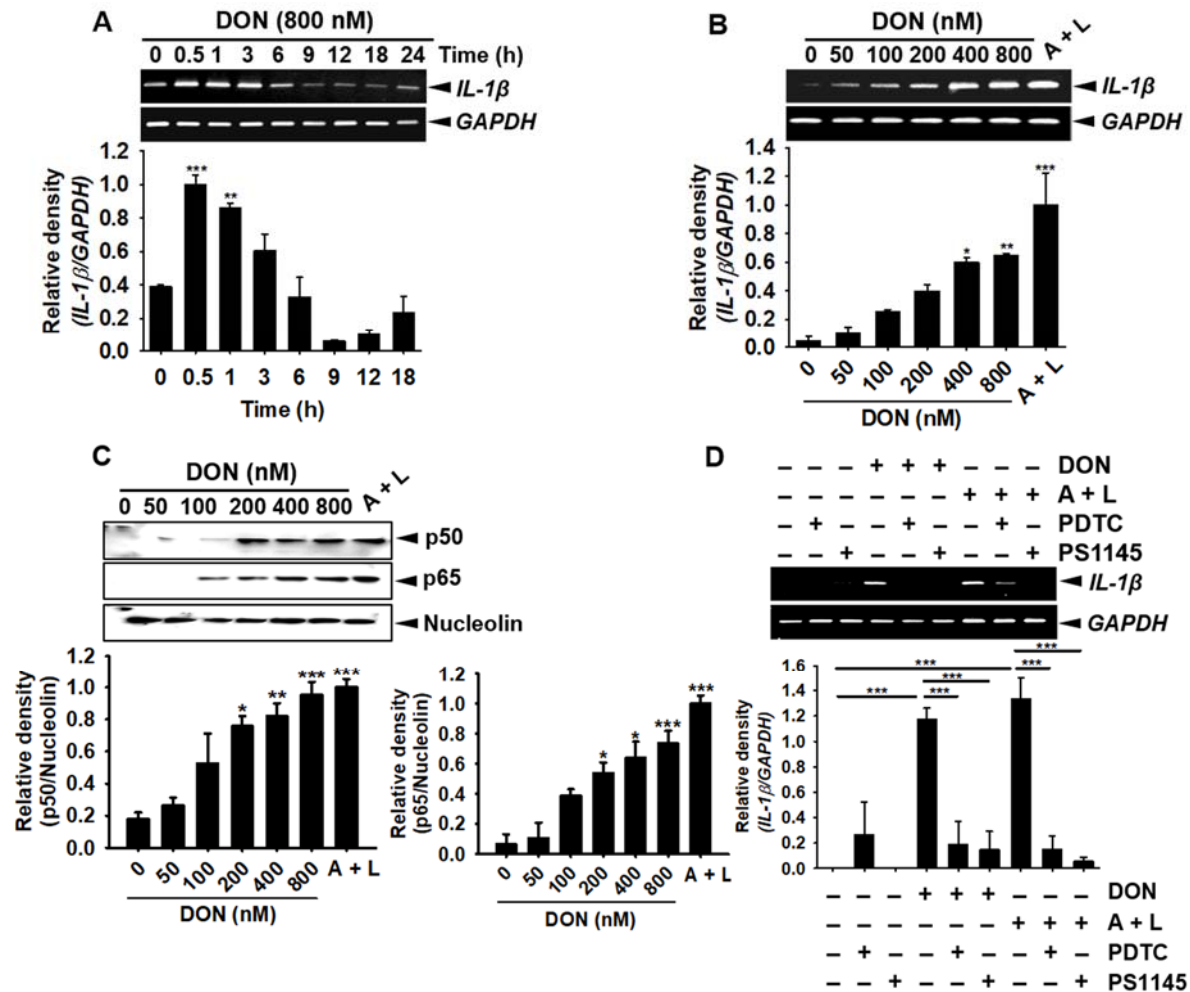 A
DON (800 nM)
0 0.5 1 3 6 9 12 18 24 Time (h)
IL-1β
GAPDH
Relative density
(IL-1β/GAPDH)
1.2
1.0
0.8
0.6
0.4
0.2
0.0
*** **
0 0.5 1 3 6 9 12 18
Time (h)
B
DON (nM)
0 50 100 200 400 800 A + L
IL-1β
GAPDH
Relative density
(IL-1β/GAPDH)
1.4
1.2
1.0
0.8
0.6
0.4
0.2
0.0
* ** ***
0 50 100 200 400 800 A + L
DON (nM)
C
DON (nM)
0 50 100 200 400 800 A + L
p50
p65
Nucleolin
Relative density
(p50/Nucleolin)
1.2
1.0
0.8
0.6
0.4
0.2
0.0
* ** *** ***
0 50 100 200 400 800 A + L
DON (nM)
Relative density
(p65/Nucleolin)
1.2
1.0
0.8
0.6
0.4
0.2
0.0
* * *** ***
0 50 100 200 400 800 A + L
DON (nM)
D
– – – + + + – – – DON
– – – – – – + + + A + L
– + – – + – – + – PDTC
– – + – – + – – + PS1145
IL-1β
GAPDH
Relative density
(IL-1β/GAPDH)
1.6
1.4
1.2
1.0
0.8
0.6
0.4
0.2
0.0
***
*** ***
*** *** ***
– – – + + + – – – DON
– – – – – – + + + A + L
– + – – + – – + – PDTC
– – + – – + – – + PS1145